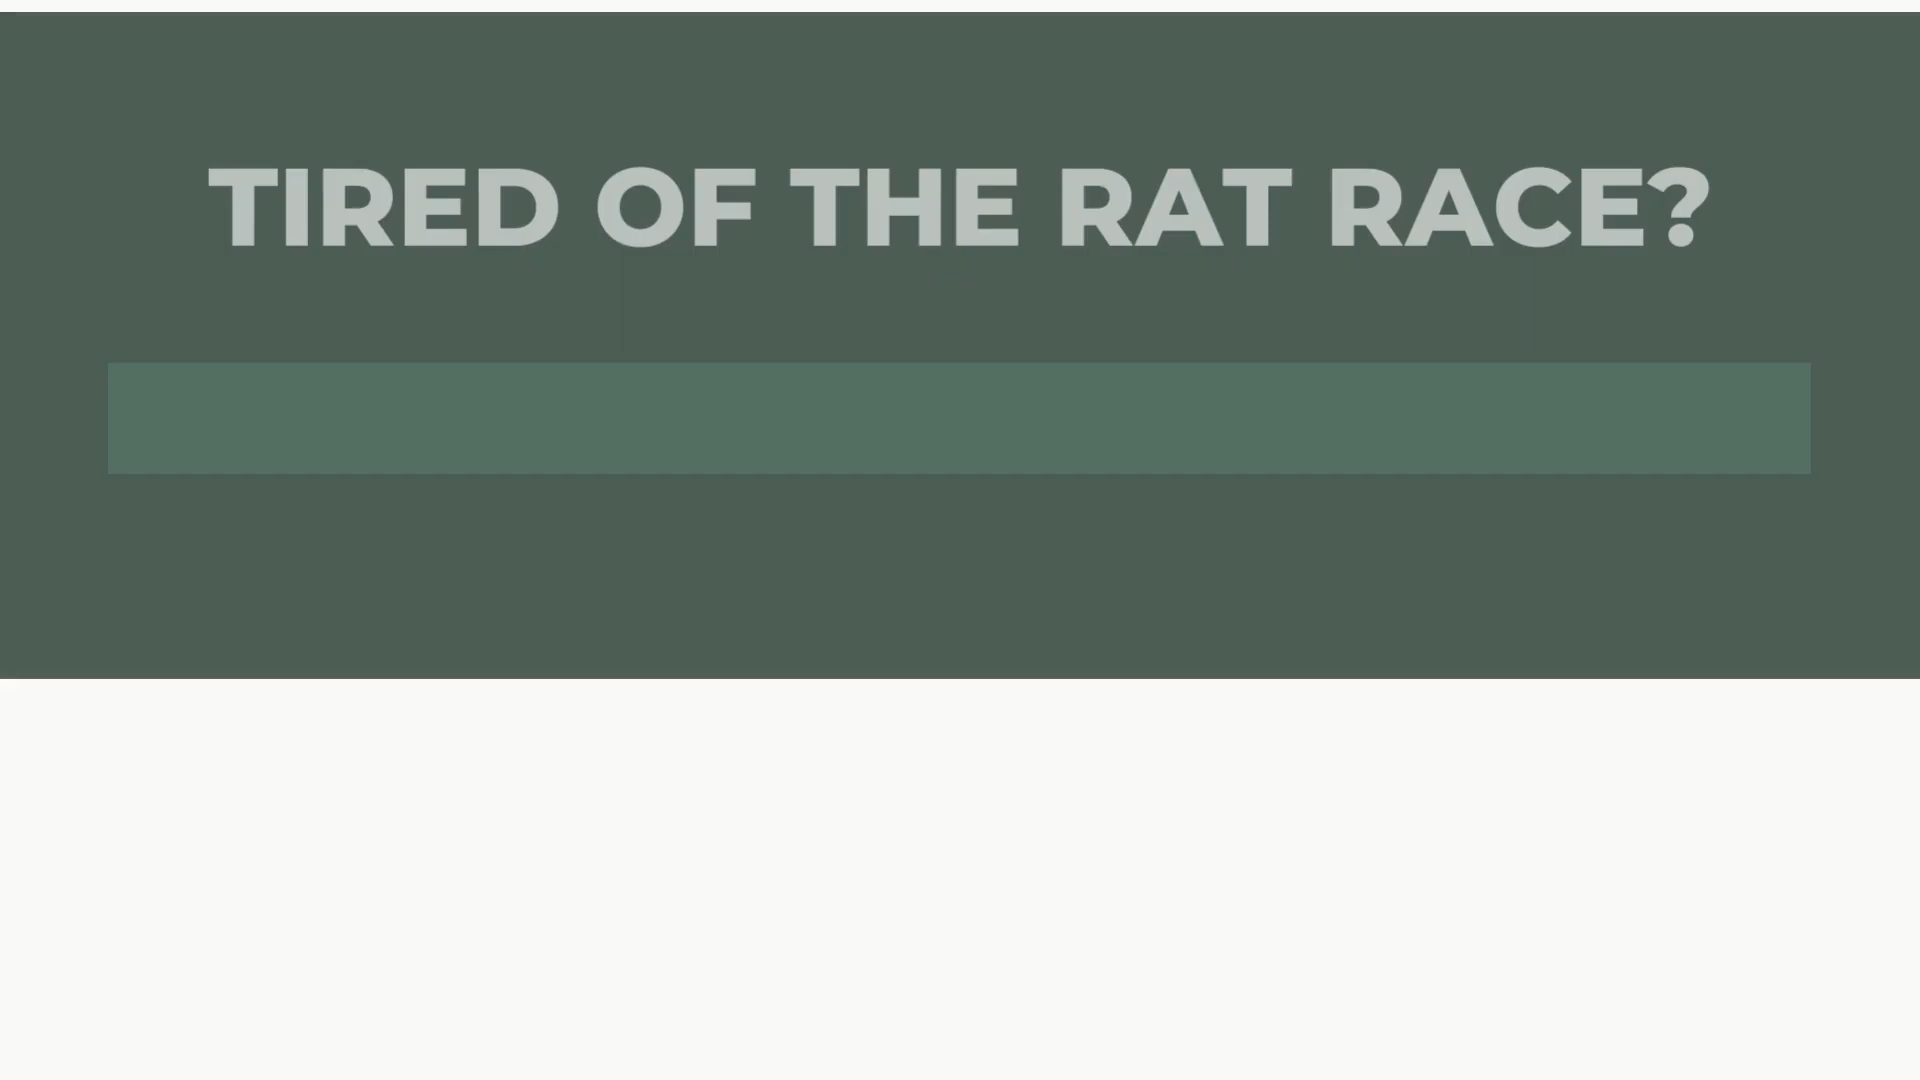 TIRED OF THE RAT RACE?